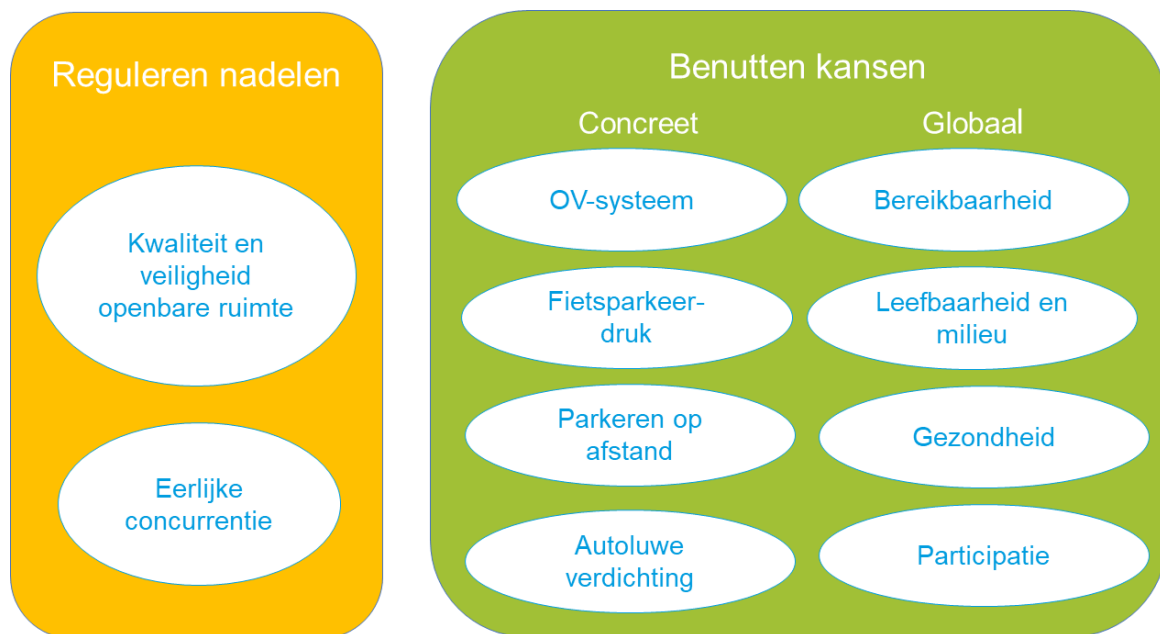 Reguleren nadelen
Kwaliteit en
veiligheid
openbare ruimte
Eerlijke
concurrentie
Benutten kansen
Concreet
Globaal
OV-systeem
Bereikbaarheid
Fietsparkeer-
druk
Leefbaarheid en
milieu
Parkeren op
afstand
Gezondheid
Autoluwe
verdichting
Participatie